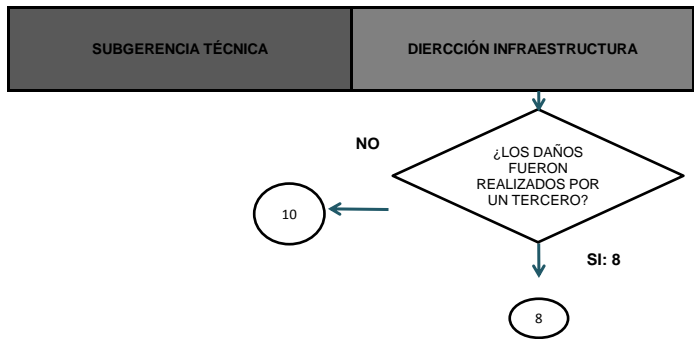 SUBGERENCIA TÉCNICA
DIERCCIÓN INFRAESTRUCTURA
NO
¿LOS DAÑOS
FUERON
REALIZADOS POR
UN TERCERO?
10
SI: 8
8